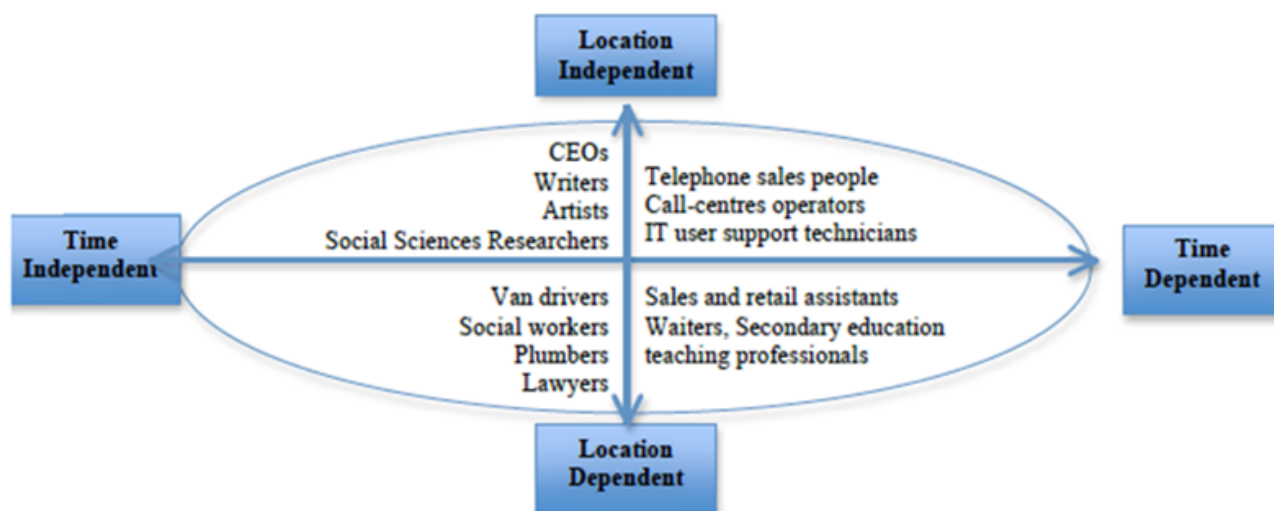 Location
Independent
CEOs
Writers
Artists
Social Sciences Researchers
Telephone sales people
Call-centres operators
IT user support technicians
Time
Independent
Time
Dependent
Van drivers
Social workers
Plumbers
Lawyers
Sales and retail assistants
Waiters, Secondary education
teaching professionals
Location
Dependent